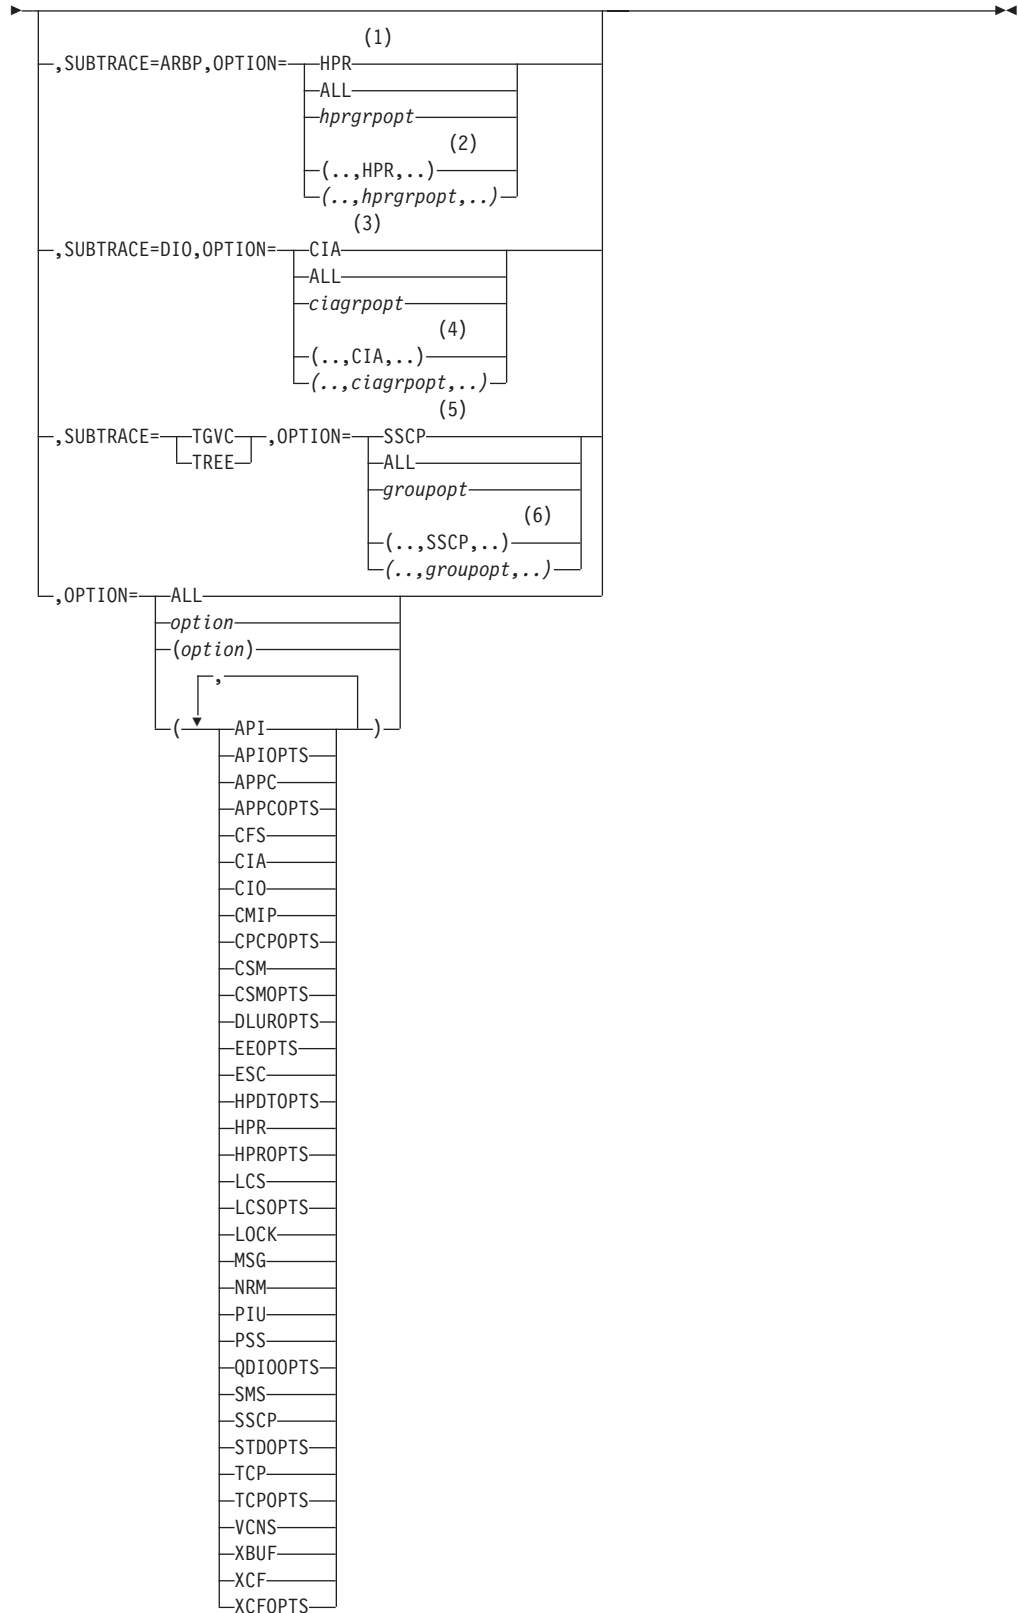 (1)
,SUBTRACE=ARBP,OPTION= HPR
ALL
hprgrpopt
(2)
(..,HPR,..)
(..,hprgrpopt,..)
(3)
,SUBTRACE=DIO,OPTION= CIA
ALL
ciagrpopt
(4)
(..,CIA,..)
(..,ciagrpopt,..)
(5)
,SUBTRACE= TGVC ,OPTION= SSCP
TREE ALL
groupopt
(6)
(..,SSCP,..)
(..,groupopt,..)
,OPTION= ALL
option
(option)
,
( API )
APIOPTS
APPC
APPCOPTS
CFS
CIA
CIO
CMIP
CPCPOPTS
CSM
CSMOPTS
DLUROPTS
EEOPTS
ESC
HPDTOPTS
HPR
HPROPTS
LCS
LCSOPTS
LOCK
MSG
NRM
PIU
PSS
QDIOOPTS
SMS
SSCP
STDOPTS
TCP
TCPOPTS
VCNS
XBUF
XCF
XCFOPTS